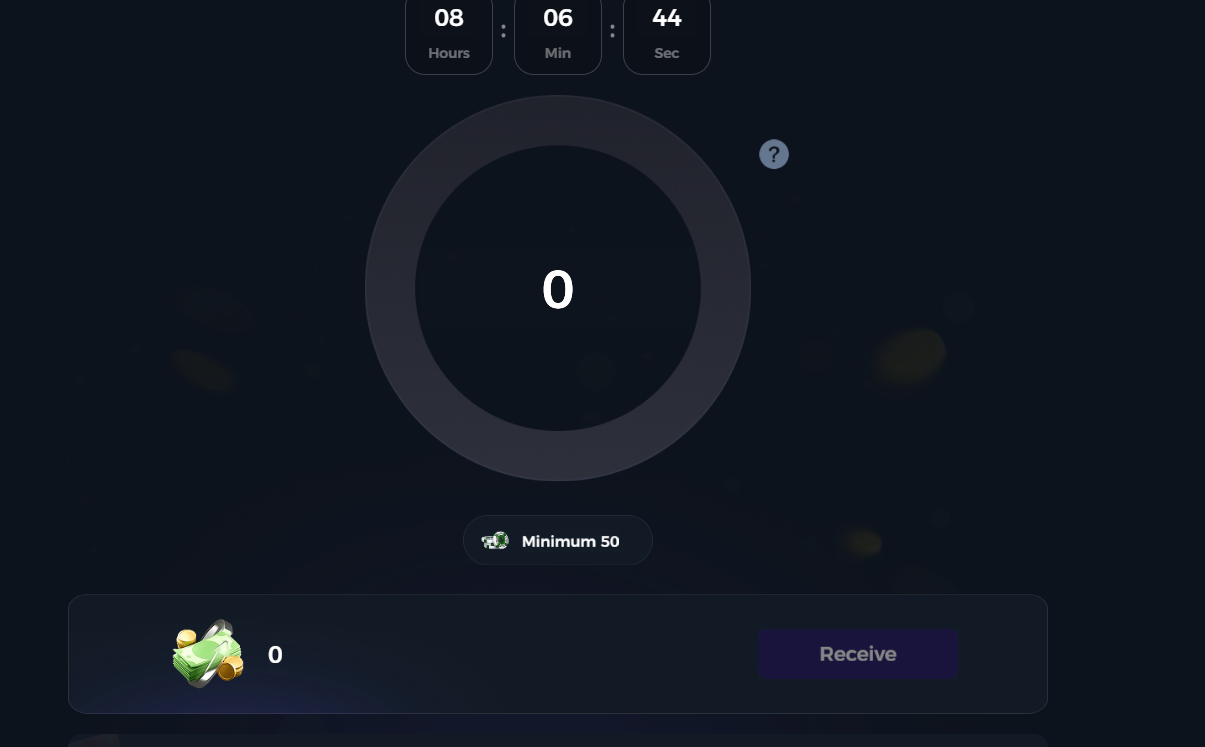 08 : 06 : 44
Hours Min Sec
?
0
Minimum 50
0 Receive